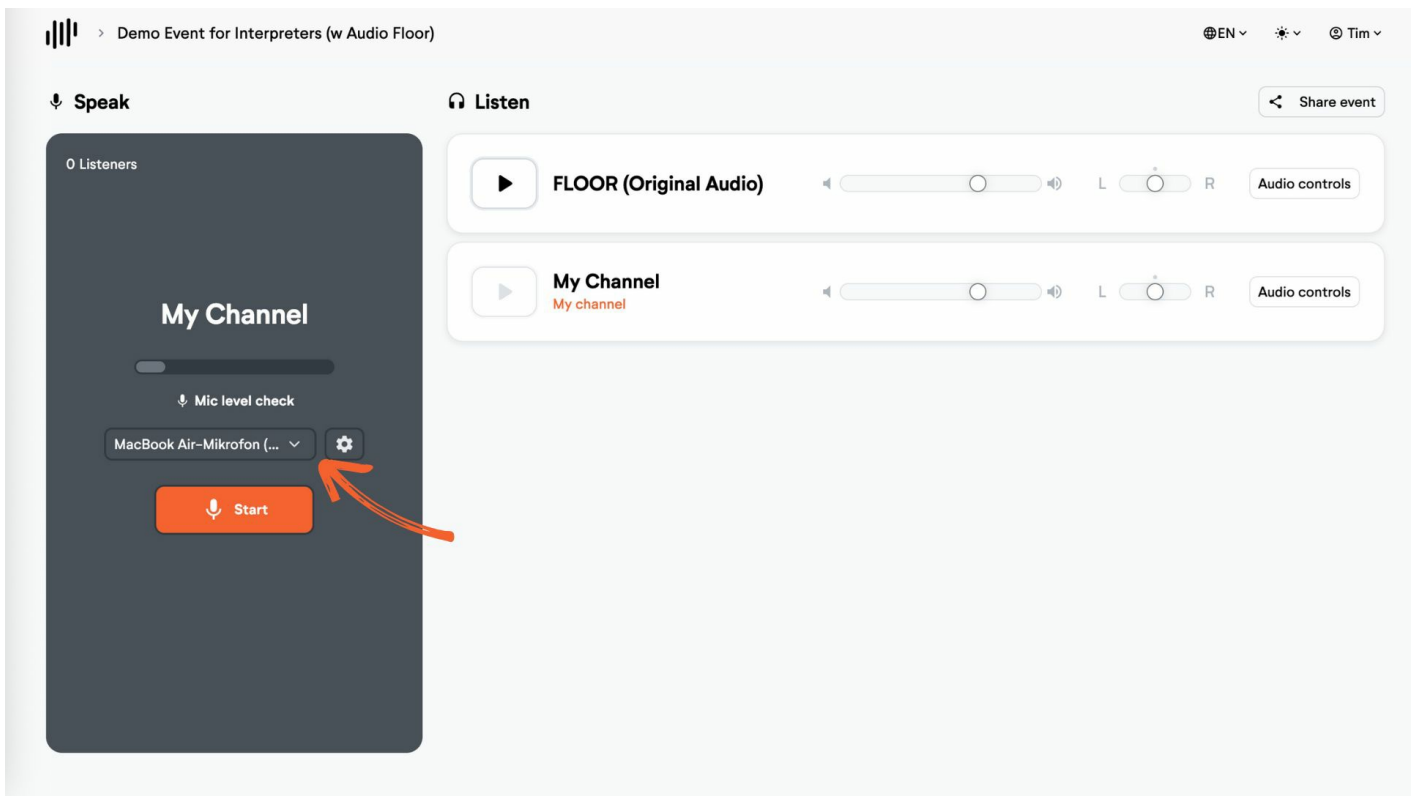 Demo Event for Interpreters (w Audio Floor)
EN
Tim
Speak
Listen
Share event
0 Listeners
My Channel
Mic level check
MacBook Air-Mikrofon (...
Start
FLOOR (Original Audio)
L
R
Audio controls
My Channel
My channel
L
R
Audio controls